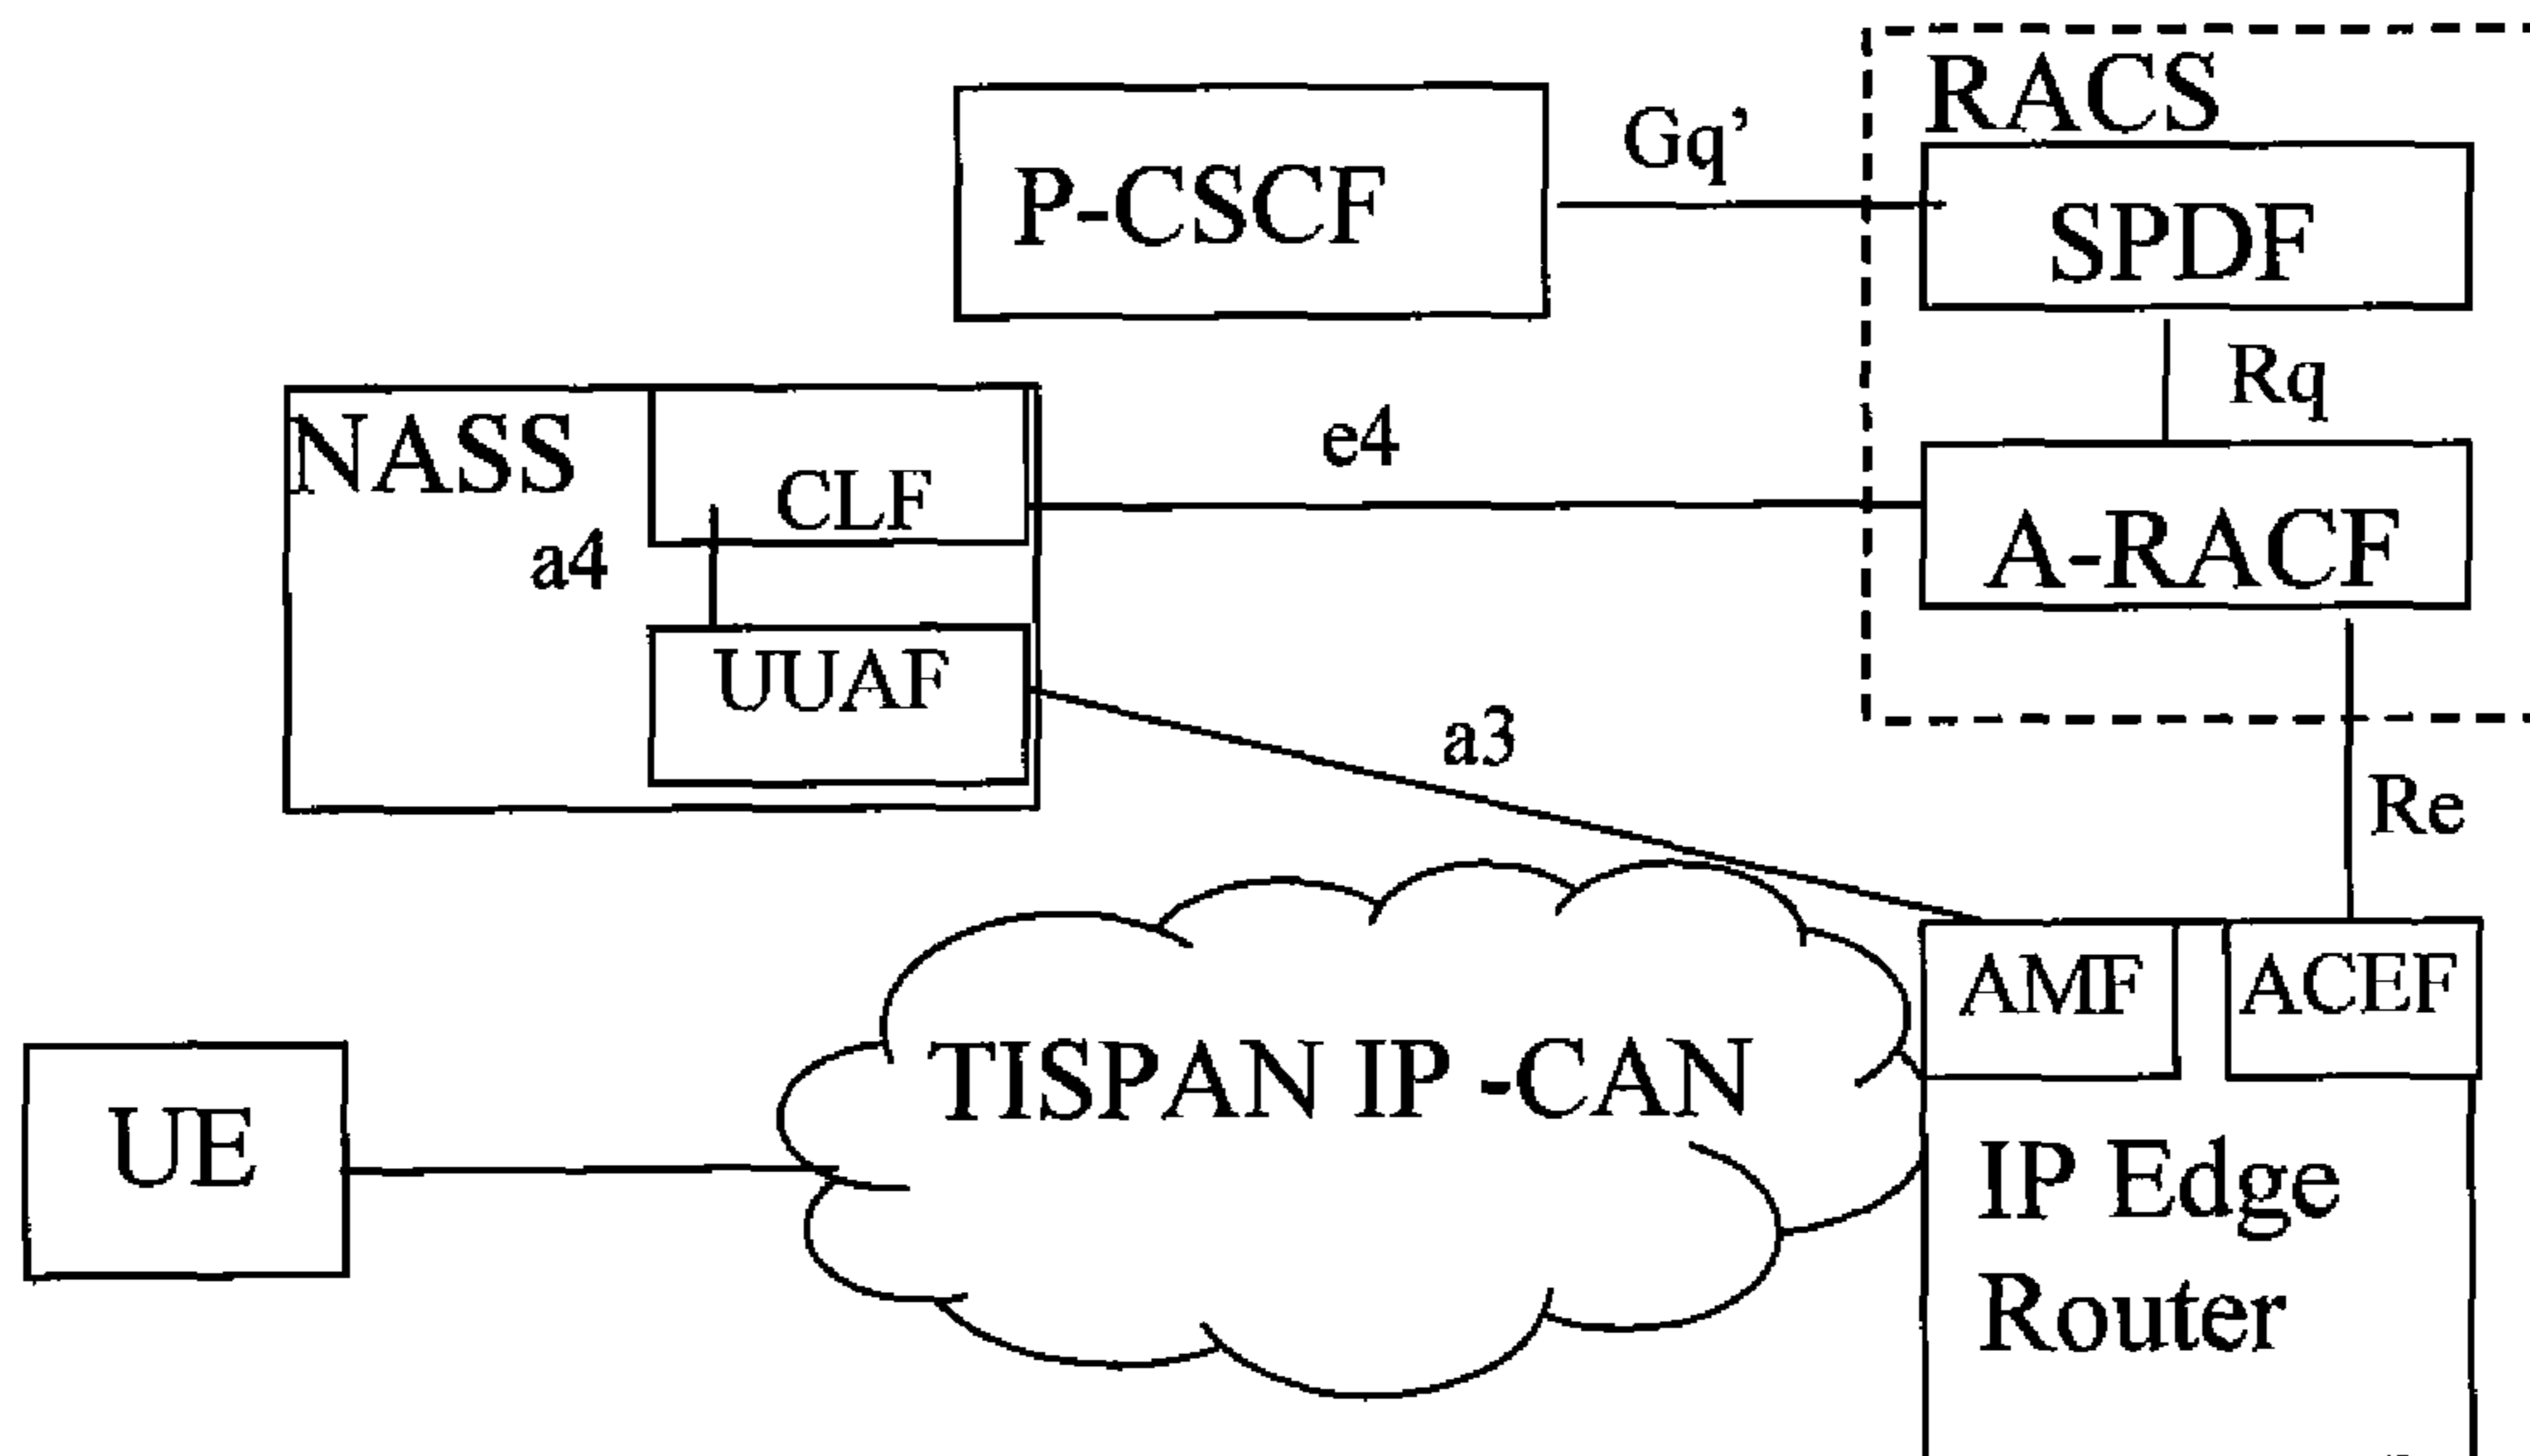 RACS
Gq’
P-CSCF
SPDF
Rq
NASS
e4
CLF
A-RACF
a4
UUAF
a3
Re
AMF
ACEF
TISPAN IP -CAN
UE
IP Edge
Router